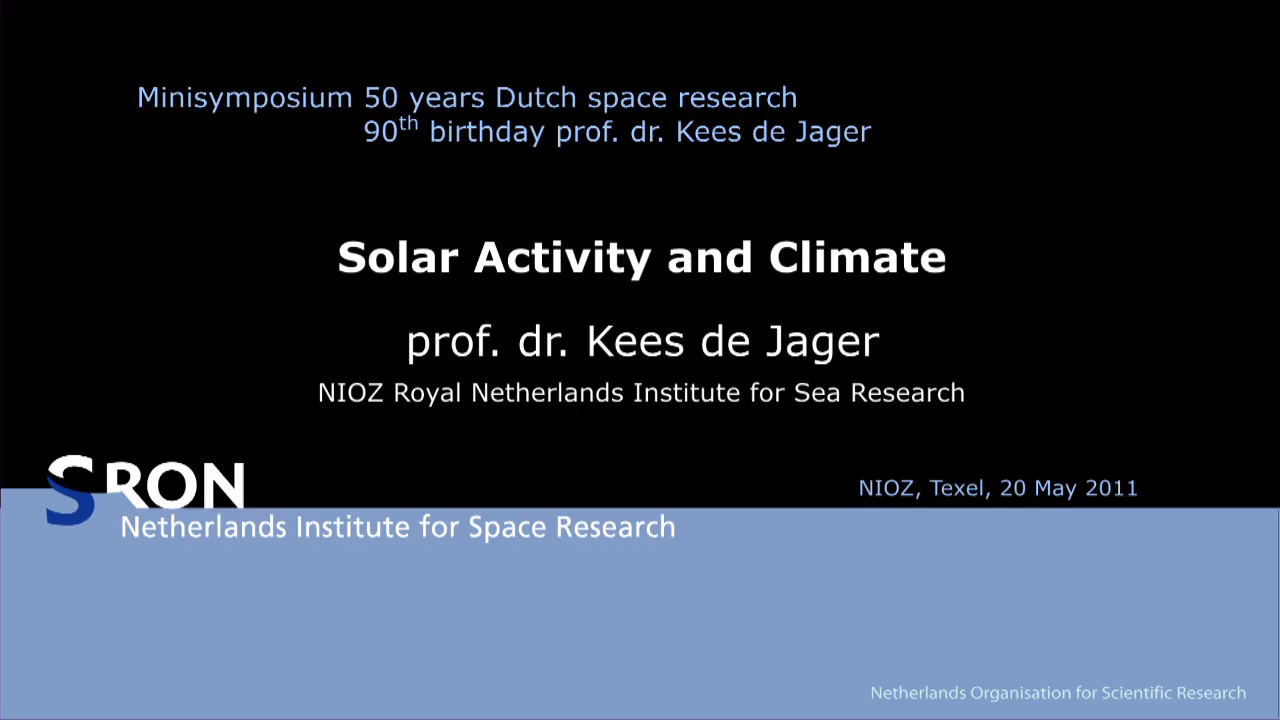 Minisymposium 50 years Dutch space research
90th birthday prof. dr. Kees de Jager
Solar Activity and Climate
prof. dr. Kees de Jager
NIOZ Royal Netherlands Institute for Sea Research
SRON
NIOZ, Texel, 20 May 2011
Netherlands Institute for Space Research
Netherlands Organisation for Scientific Research